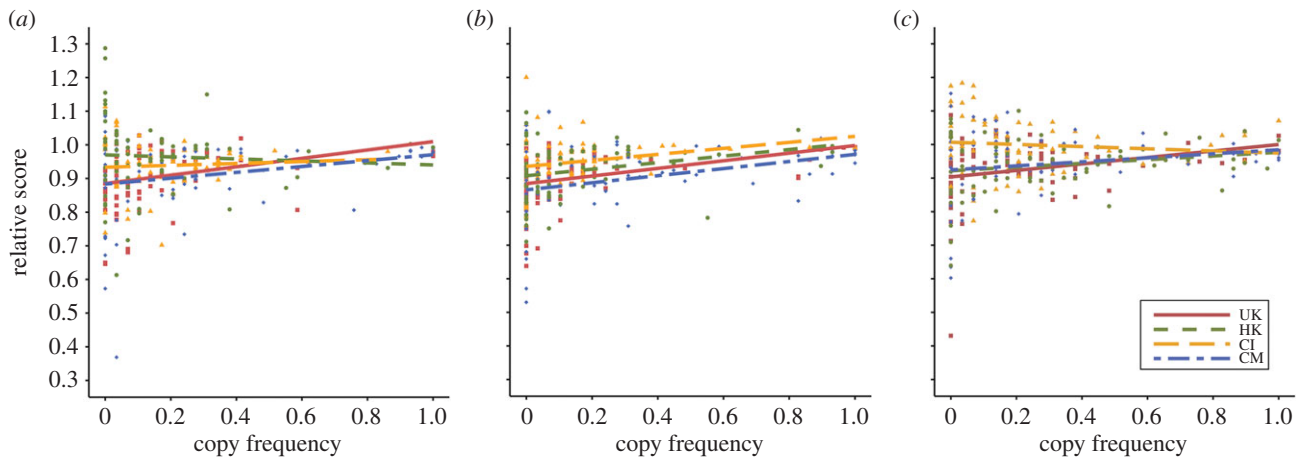 (a) (b) (c)
relative score
1.3
1.2
1.1
1.0
0.9
0.8
0.7
0.6
0.5
0.4
0.3
0 0.2 0.4 0.6 0.8 1.0
copy frequency
0 0.2 0.4 0.6 0.8 1.0
copy frequency
0 0.2 0.4 0.6 0.8 1.0
copy frequency
UK
HK
CI
CM